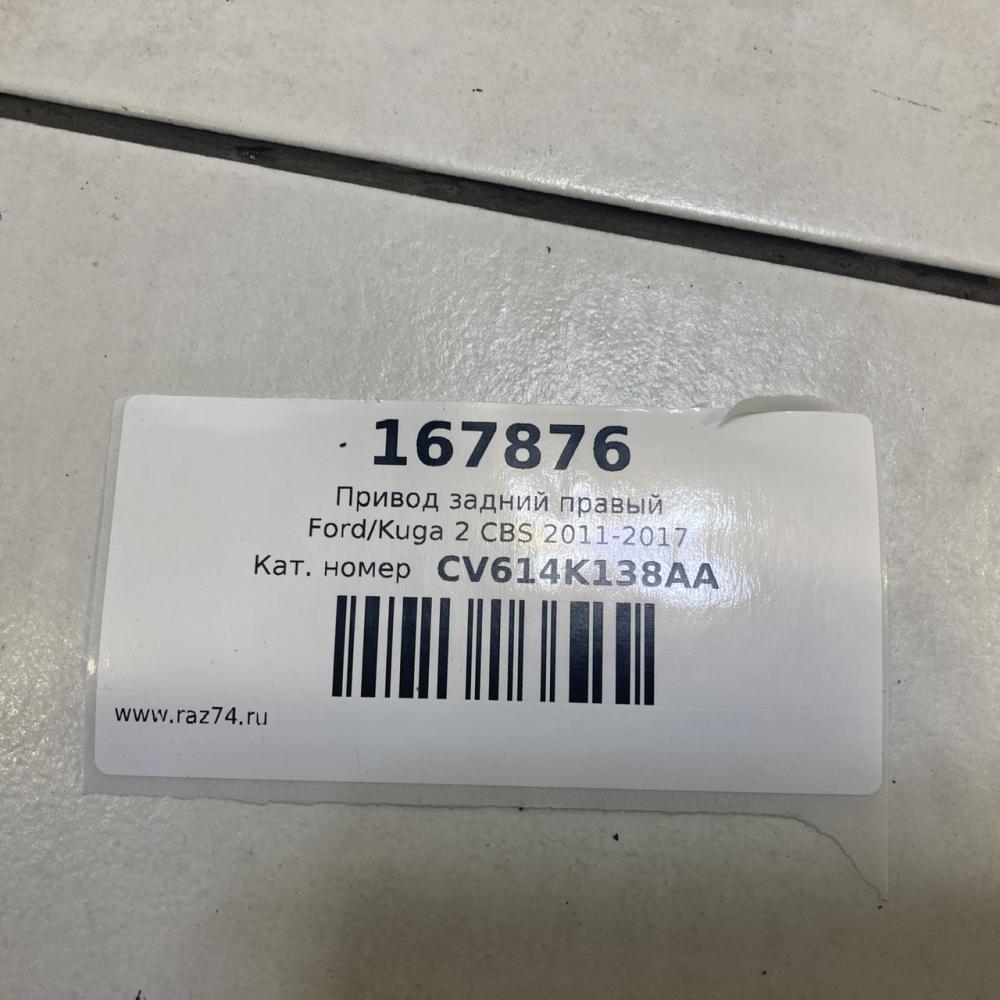 167876
Привод задний правый
Ford/Kuga 2 CBS 2011-2017
Кат. номер CV614K138AA
www.raz74.ru